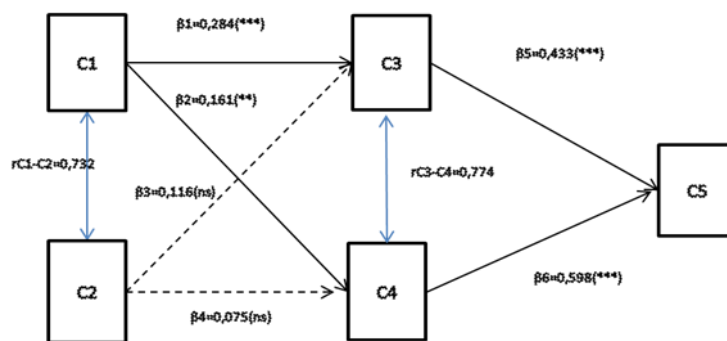 β1=0,284(***)
C1
C3
β5=0,433(***)
β2=0,161(**)
rC1-C2=0,732
rC3-C4=0,774
β3=0,116(ns)
C5
C2
C4
β6=0,598(***)
β4=0,075(ns)